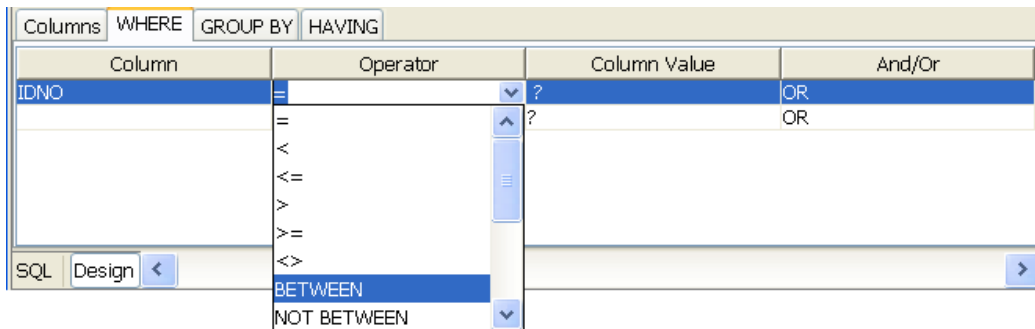 Columns WHERE GROUP BY HAVING
Column Operator Column Value And/Or
IDNO = ? OR
= ? OR
<
<=
>
>=
<>
SQL Design
BETWEEN
NOT BETWEEN